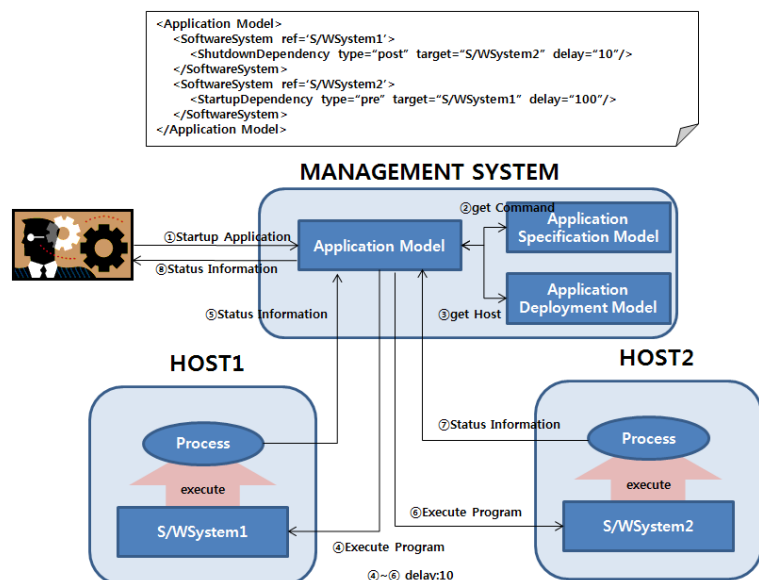 <Application Model>
<SoftwareSystem ref=‘S/WSystem1’>
<ShutdownDependency type=“post” target=“S/WSystem2” delay=“10”/>
</SoftwareSystem>
<SoftwareSystem ref=‘S/WSystem2’>
<StartupDependency type=“pre” target=“S/WSystem1” delay=“100”/>
</SoftwareSystem>
</Application Model>
MANAGEMENT SYSTEM
②get Command
①Startup Application
Application Model
Application
Specification Model
⑧Status Information
⑤Status Information
③get Host
Application
Deployment Model
HOST1
HOST2
Process
⑦Status Information
Process
execute
execute
⑥Execute Program
S/WSystem1
S/WSystem2
④Execute Program
④~⑥ delay:10